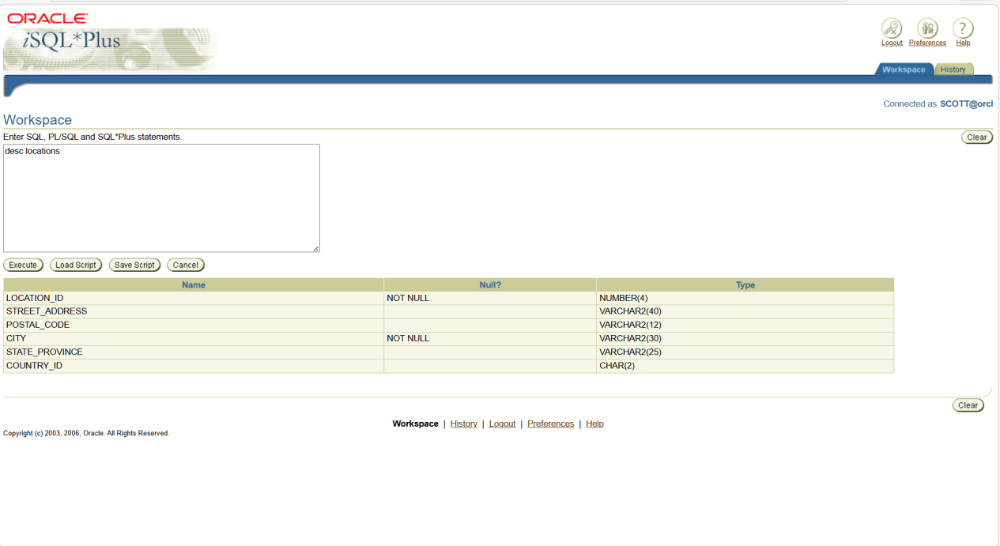 ORACLE
iSQL*Plus
Logout Preferences Help
Workspace History
Connected as SCOTT@orcl
Workspace
Enter SQL, PL/SQL and SQL*Plus statements.
Clear
desc locations
Execute Load Script Save Script Cancel
Name Null? Type
LOCATION_ID NOT NULL NUMBER(4)
STREET_ADDRESS VARCHAR2(40)
POSTAL_CODE VARCHAR2(12)
CITY NOT NULL VARCHAR2(30)
STATE_PROVINCE VARCHAR2(25)
COUNTRY_ID CHAR(2)
Clear
Workspace | History | Logout | Preferences | Help
Copyright (c) 2003, 2006, Oracle. All Rights Reserved.